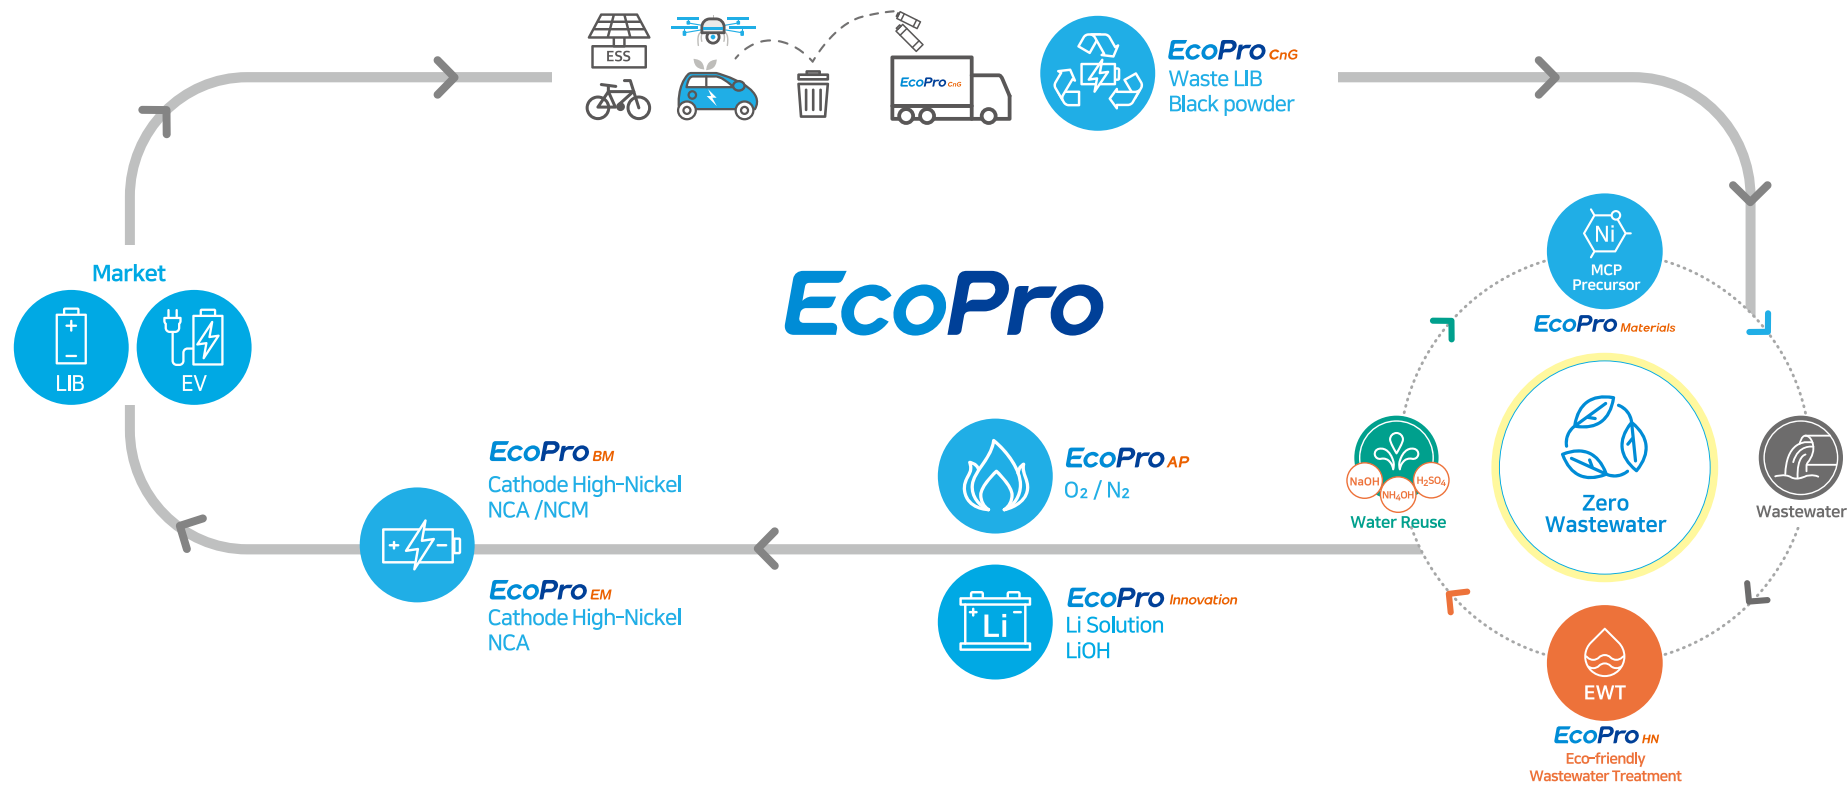 ESS
EcoPro CnG
EcoPro CnG
Waste LIB
Black powder
Market
+
−
LIB
EV
EcoPro
Ni
MCP
Precursor
EcoPro Materials
NaOH
NH₄OH
H₂SO₄
Water Reuse
Zero
Wastewater
Wastewater
EWT
EcoPro HN
Eco-friendly
Wastewater Treatment
EcoPro AP
O₂ / N₂
+ −
Li
EcoPro Innovation
Li Solution
LiOH
EcoPro BM
Cathode High-Nickel
NCA /NCM
+ −
EcoPro EM
Cathode High-Nickel
NCA